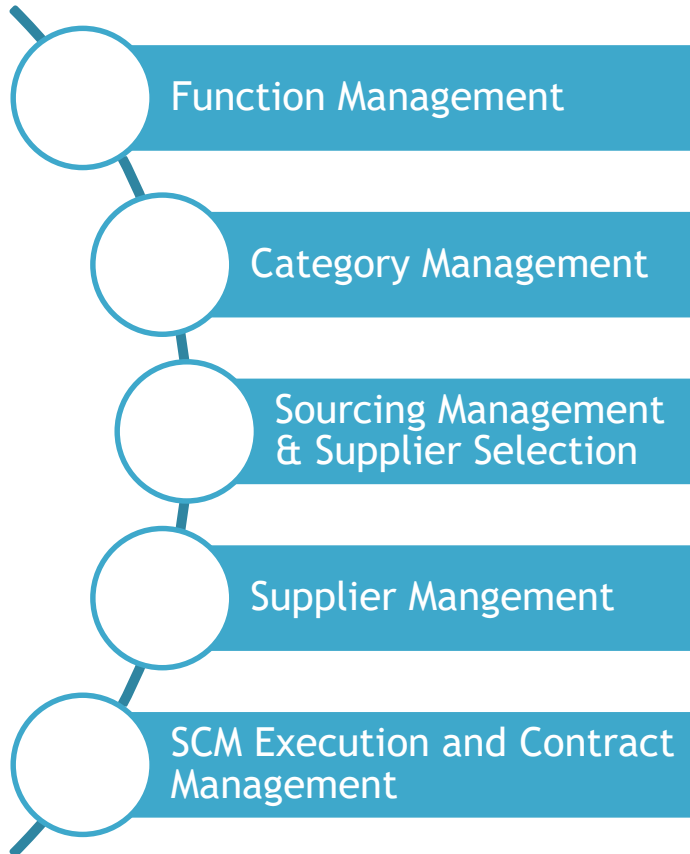 Function Management
Category Management
Sourcing Management
& Supplier Selection
Supplier Mangement
SCM Execution and Contract
Management